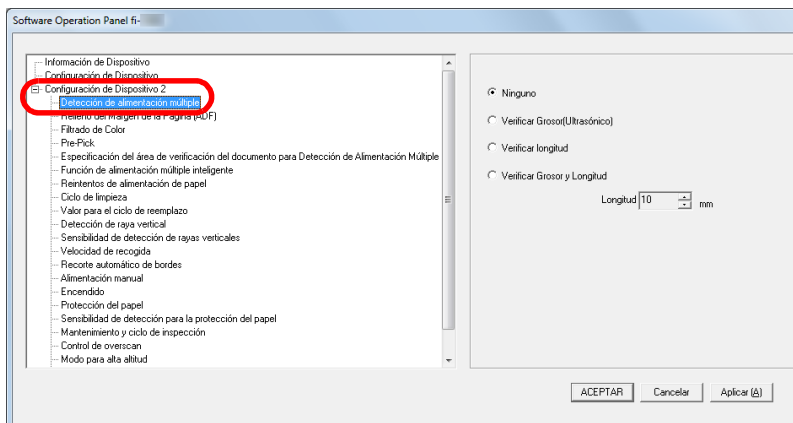 Software Operation Panel fi-
Información de Dispositivo
Configuración de Dispositivo
Configuración de Dispositivo 2
Detección de alimentación múltiple
Relleno del Margen de la Página (ADF)
Filtrado de Color
Pre-Pick
Especificación del área de verificación del documento para Detección de Alimentación Múltiple
Función de alimentación múltiple inteligente
Reintentos de alimentación de papel
Ciclo de limpieza
Valor para el ciclo de reemplazo
Detección de raya vertical
Sensibilidad de detección de rayas verticales
Velocidad de recogida
Recorte automático de bordes
Alimentación manual
Encendido
Protección del papel
Sensibilidad de detección para la protección del papel
Mantenimiento y ciclo de inspección
Control de overscan
Modo para alta altitud
Ninguno
Verificar Grosor(Ultrasónico)
Verificar longitud
Verificar Grosor y Longitud
Longitud 10 mm
ACEPTAR Cancelar Aplicar (A)